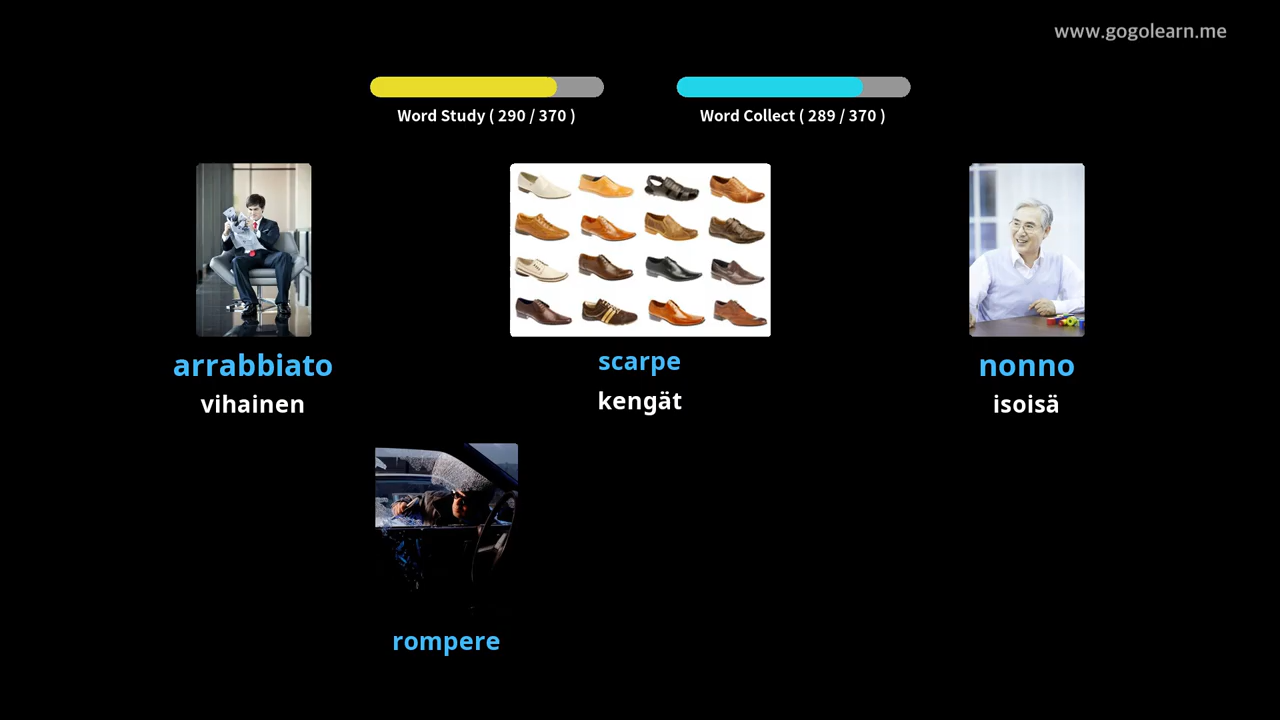 www.gogolearn.me
Word Study ( 290 / 370 )
Word Collect ( 289 / 370 )
arrabbiato
scarpe
nonno
vihainen
kengät
isoisä
rompere